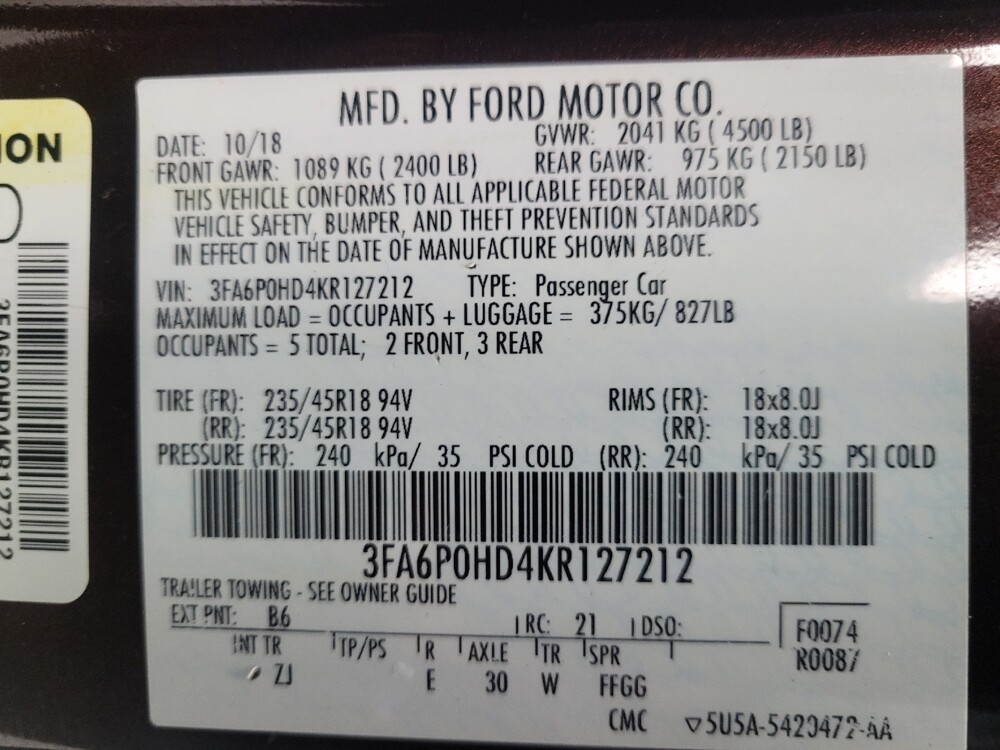 MFD. BY FORD MOTOR CO.
DATE: 10/18 GVWR: 2041 KG ( 4500 LB)
FRONT GAWR: 1089 KG ( 2400 LB) REAR GAWR: 975 KG ( 2150 LB)
THIS VEHICLE CONFORMS TO ALL APPLICABLE FEDERAL MOTOR
VEHICLE SAFETY, BUMPER, AND THEFT PREVENTION STANDARDS
IN EFFECT ON THE DATE OF MANUFACTURE SHOWN ABOVE.
VIN: 3FA6P0HD4KR127212 TYPE: Passenger Car
MAXIMUM LOAD = OCCUPANTS + LUGGAGE = 375KG/ 827LB
OCCUPANTS = 5 TOTAL; 2 FRONT, 3 REAR
TIRE (FR): 235/45R18 94V RIMS (FR): 18x8.0J
(RR): 235/45R18 94V (RR): 18x8.0J
PRESSURE (FR): 240 kPa/ 35 PSI COLD (RR): 240 kPa/ 35 PSI COLD
3FA6P0HD4KR127212
TRAILER TOWING - SEE OWNER GUIDE
EXT PNT: B6 RC: 21 DSO: F0074
INT TR TP/PS R AXLE TR SPR R0087
ZJ E 30 W FFGG
CMC ▽5U5A-5420472-AA
ION
3FA6P0HD4KR127212